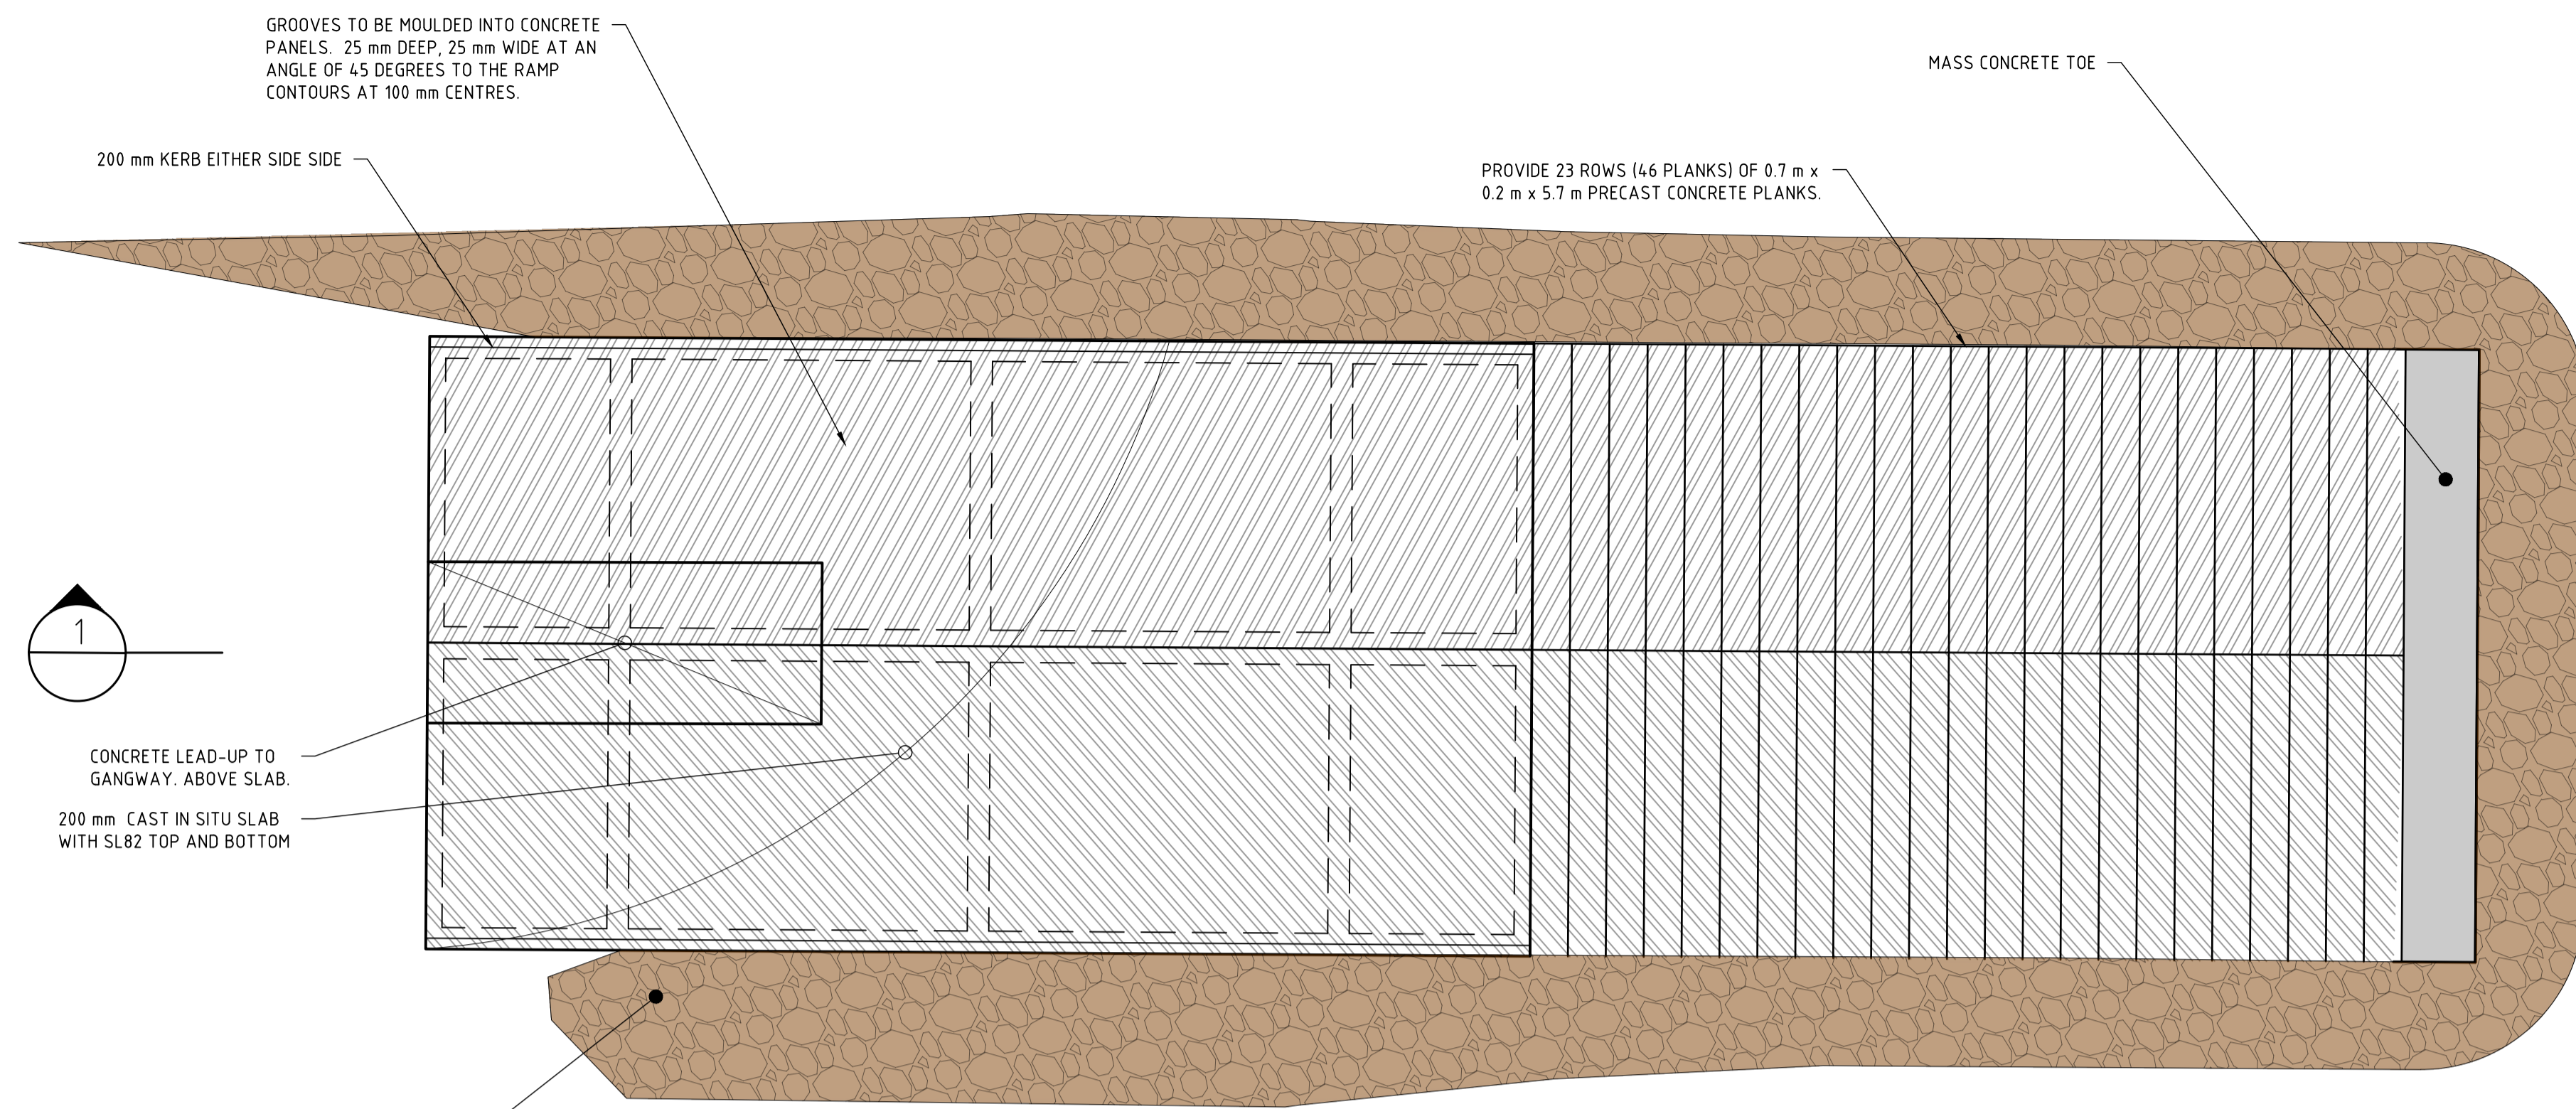 GROOVES TO BE MOULDED INTO CONCRETE
PANELS. 25 mm DEEP, 25 mm WIDE AT AN
ANGLE OF 45 DEGREES TO THE RAMP
CONTOURS AT 100 mm CENTRES.
MASS CONCRETE TOE
200 mm KERB EITHER SIDE SIDE
PROVIDE 23 ROWS (46 PLANKS) OF 0.7 m x
0.2 m x 5.7 m PRECAST CONCRETE PLANKS.
1
CONCRETE LEAD-UP TO
GANGWAY. ABOVE SLAB.
200 mm CAST IN SITU SLAB
WITH SL82 TOP AND BOTTOM